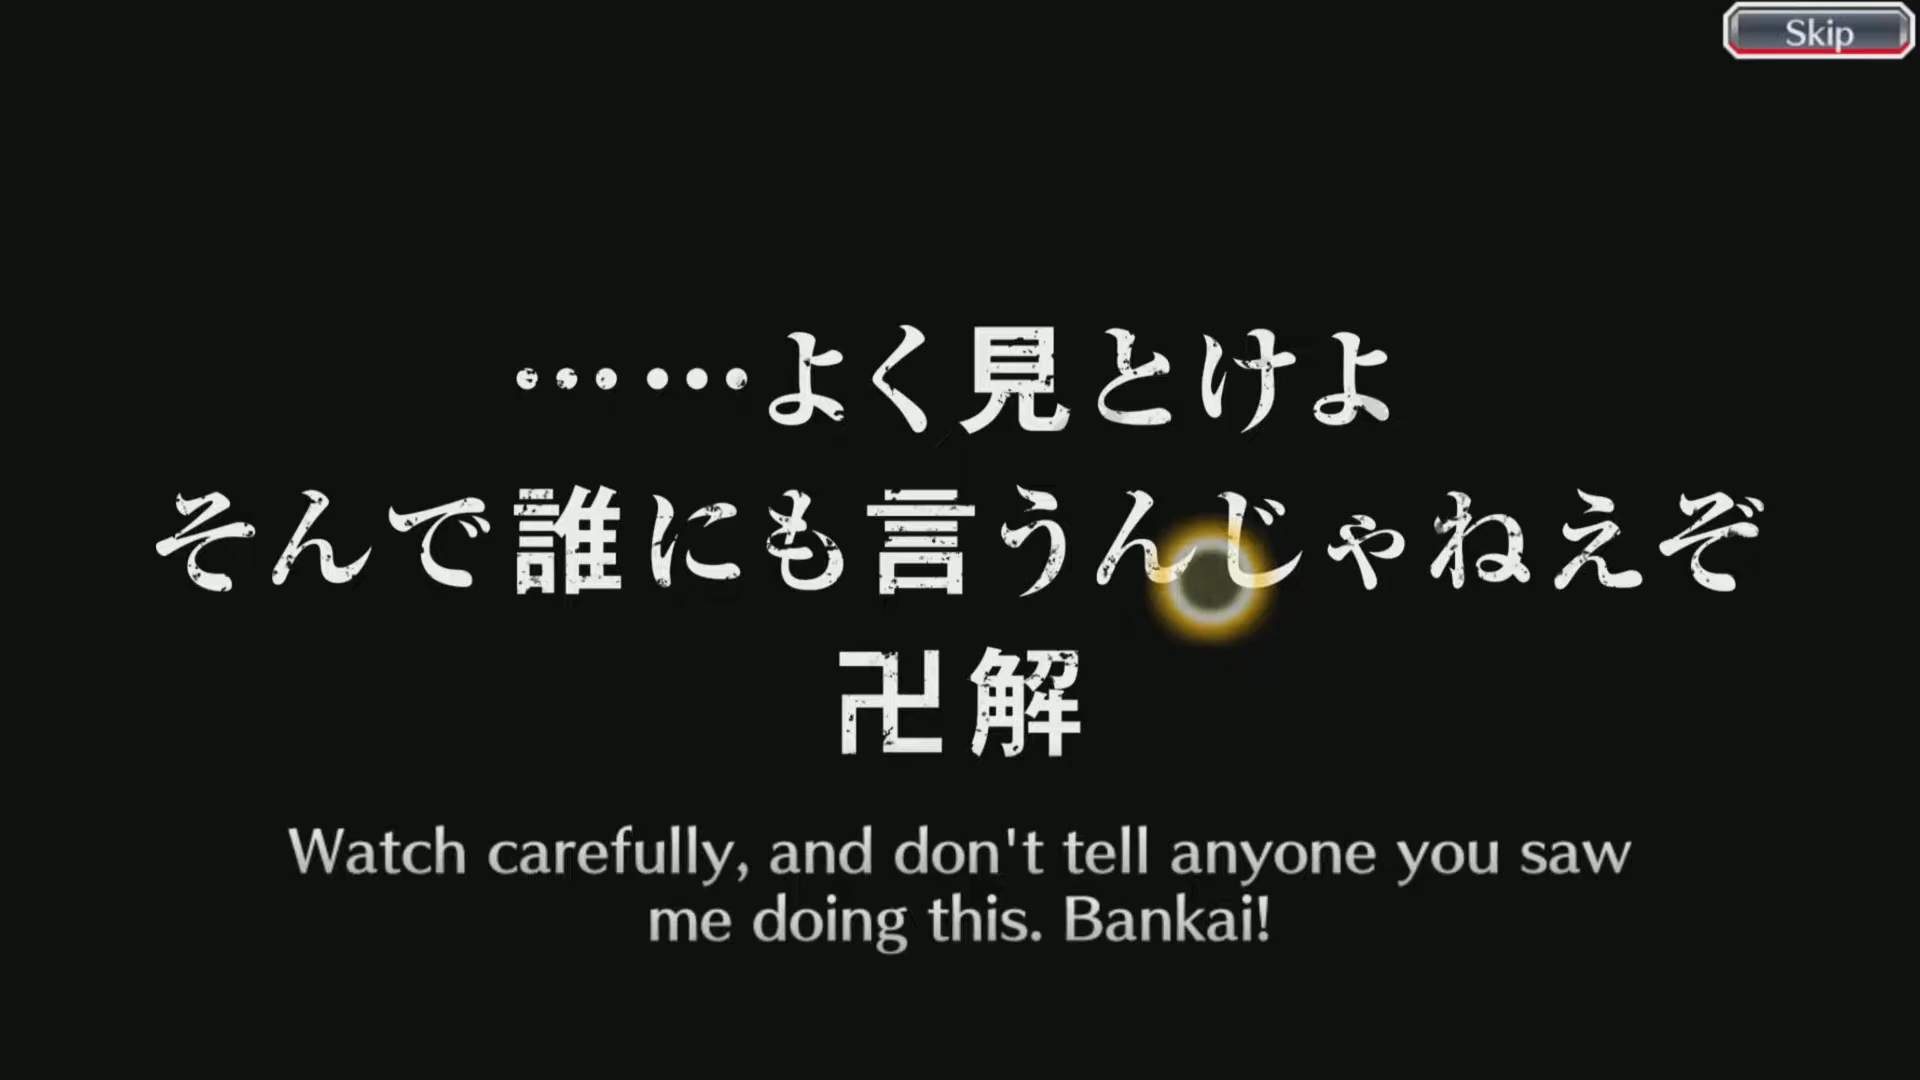 Skip
……よく見とけよ
そんで誰にも言うんじゃねえぞ
卍解
Watch carefully, and don't tell anyone you saw
me doing this. Bankai!